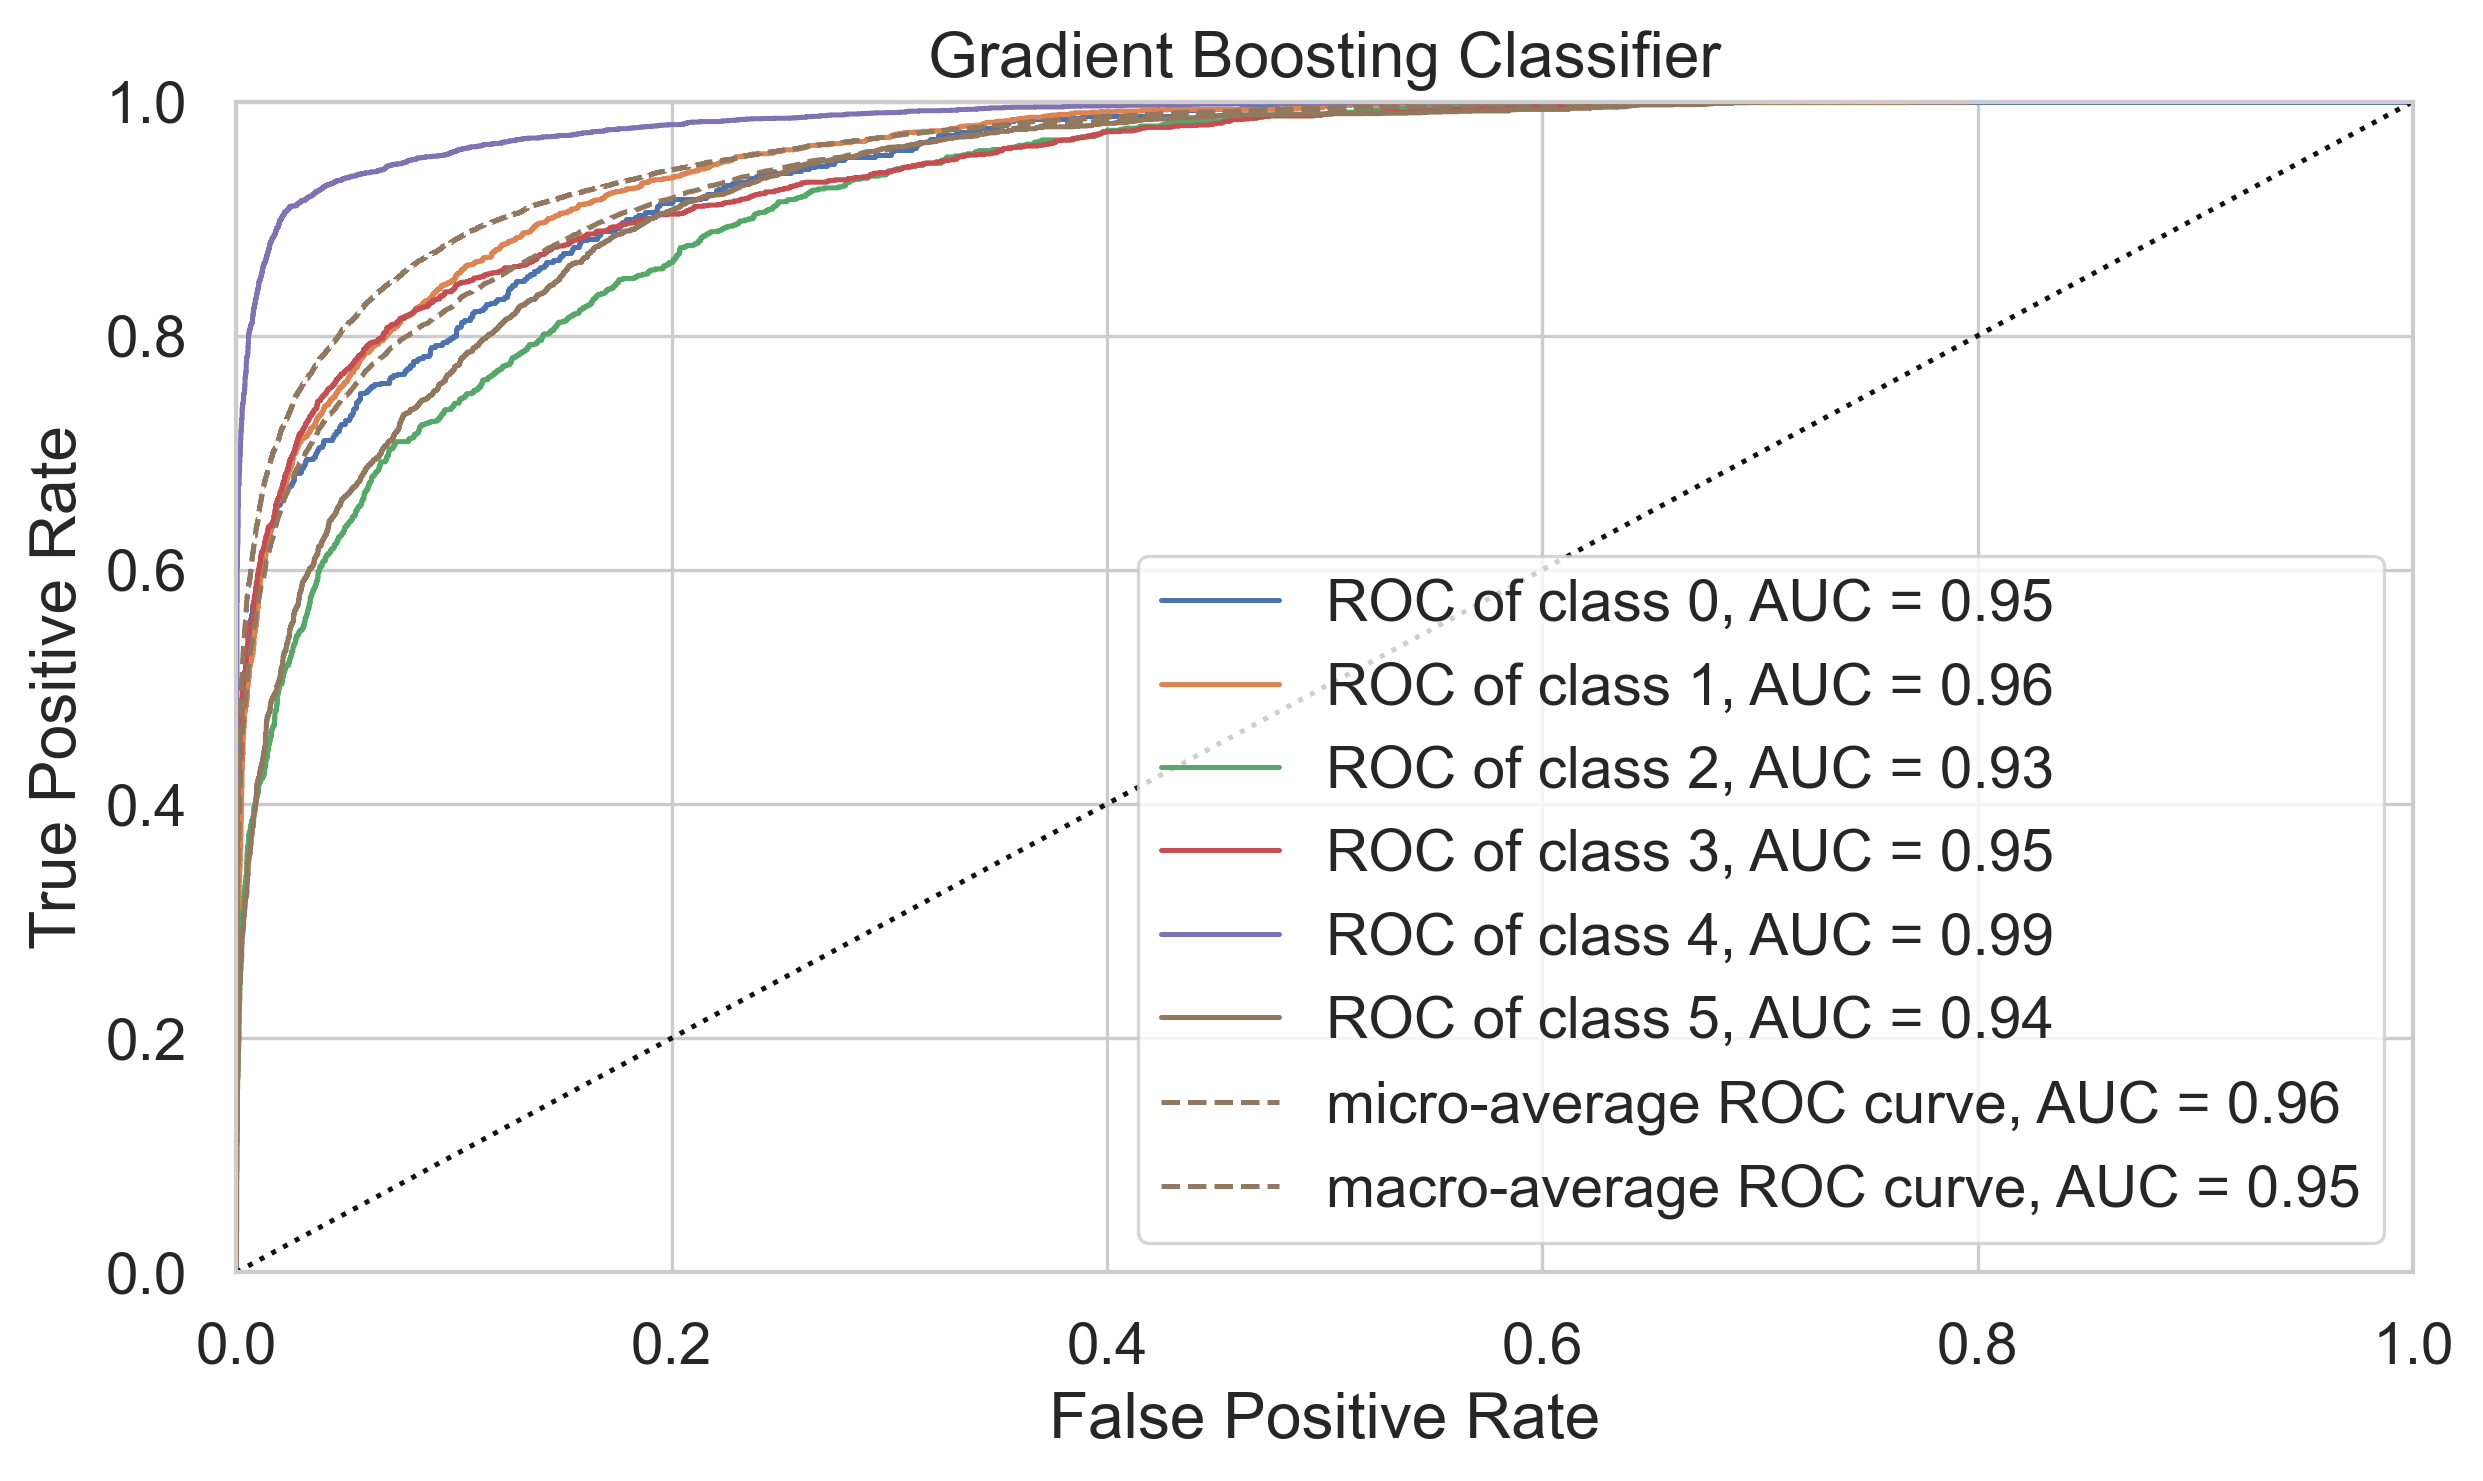 Gradient Boosting Classifier
1.0
0.8
0.6
0.4
0.2
0.0
True Positive Rate
ROC of class 0, AUC = 0.95
ROC of class 1, AUC = 0.96
ROC of class 2, AUC = 0.93
ROC of class 3, AUC = 0.95
ROC of class 4, AUC = 0.99
ROC of class 5, AUC = 0.94
micro-average ROC curve, AUC = 0.96
macro-average ROC curve, AUC = 0.95
0.0 0.2 0.4 0.6 0.8 1.0
False Positive Rate